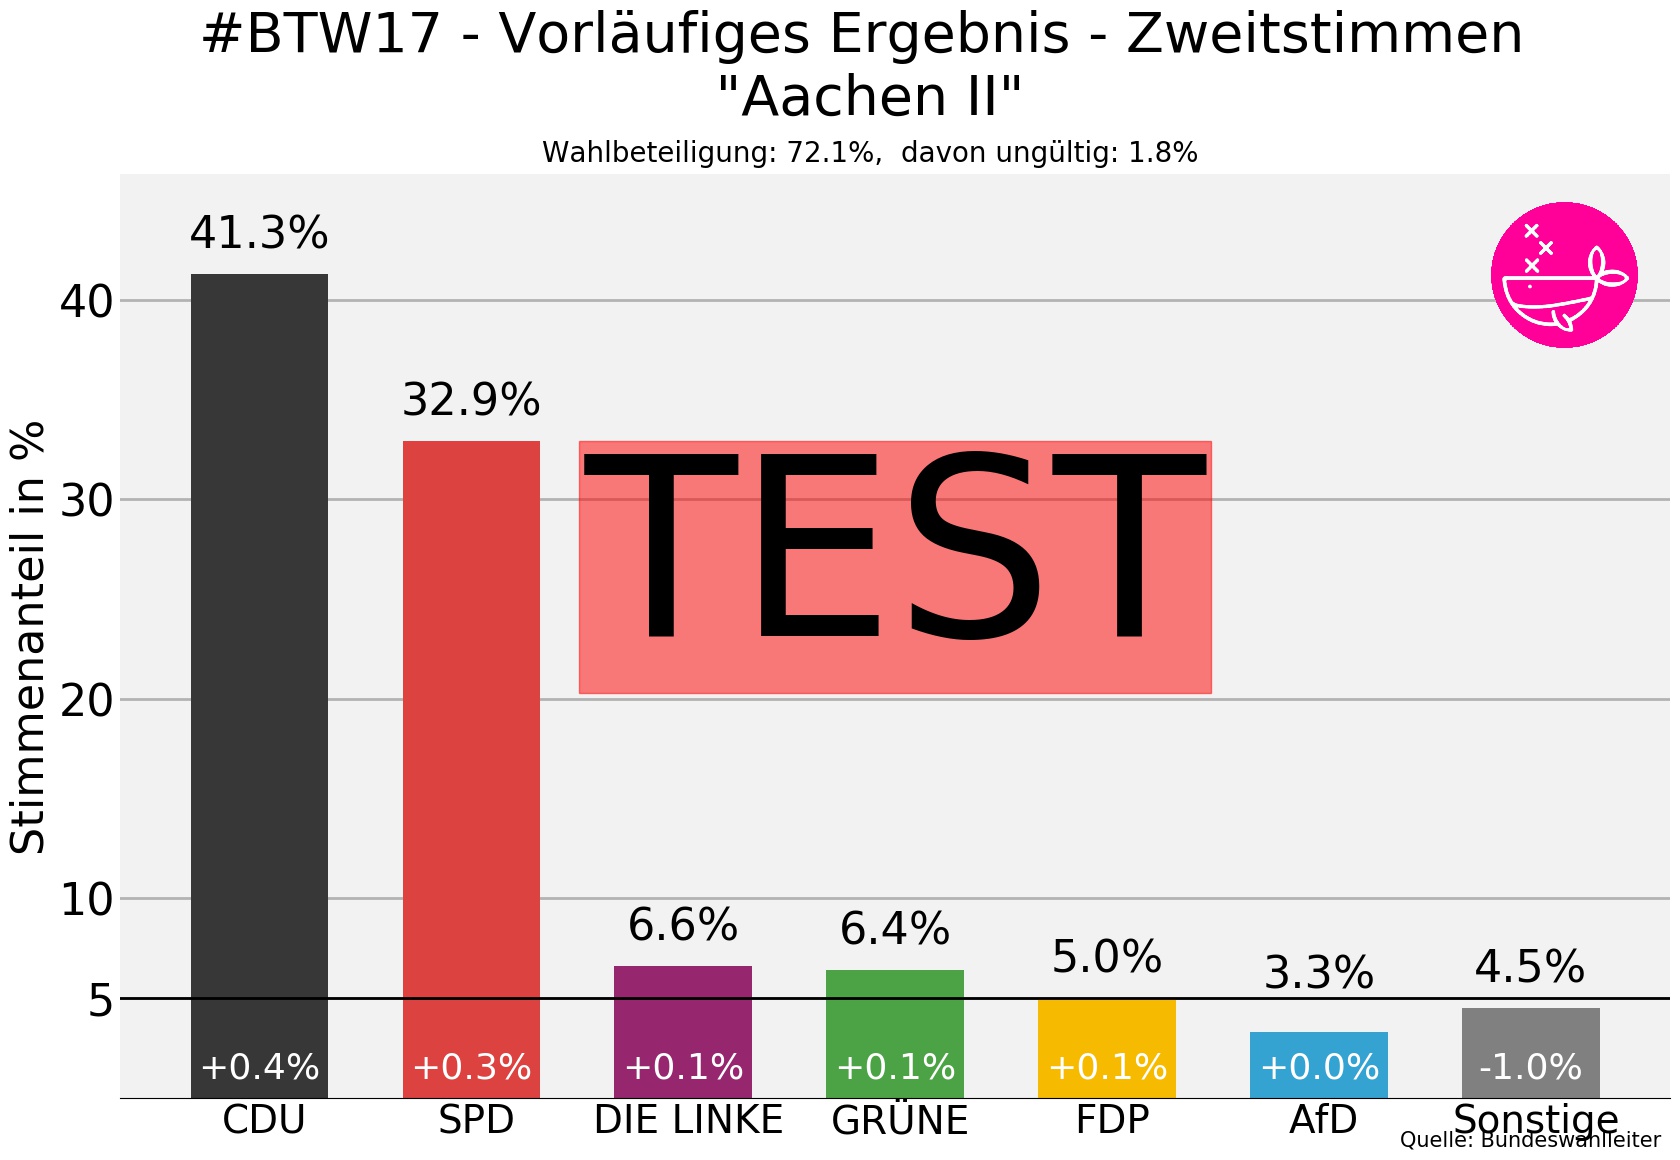 #BTW17 - Vorläufiges Ergebnis - Zweitstimmen
"Aachen II"
Wahlbeteiligung: 72.1%,  davon ungültig: 1.8%
Stimmenanteil in %
40
30
20
10
5
41.3%
32.9%
6.6%
6.4%
5.0%
3.3%
4.5%
TEST
+0.4%
+0.3%
+0.1%
+0.1%
+0.1%
+0.0%
-1.0%
CDU
SPD
DIE LINKE
GRÜNE
FDP
AfD
Sonstige
Quelle: Bundeswahlleiter